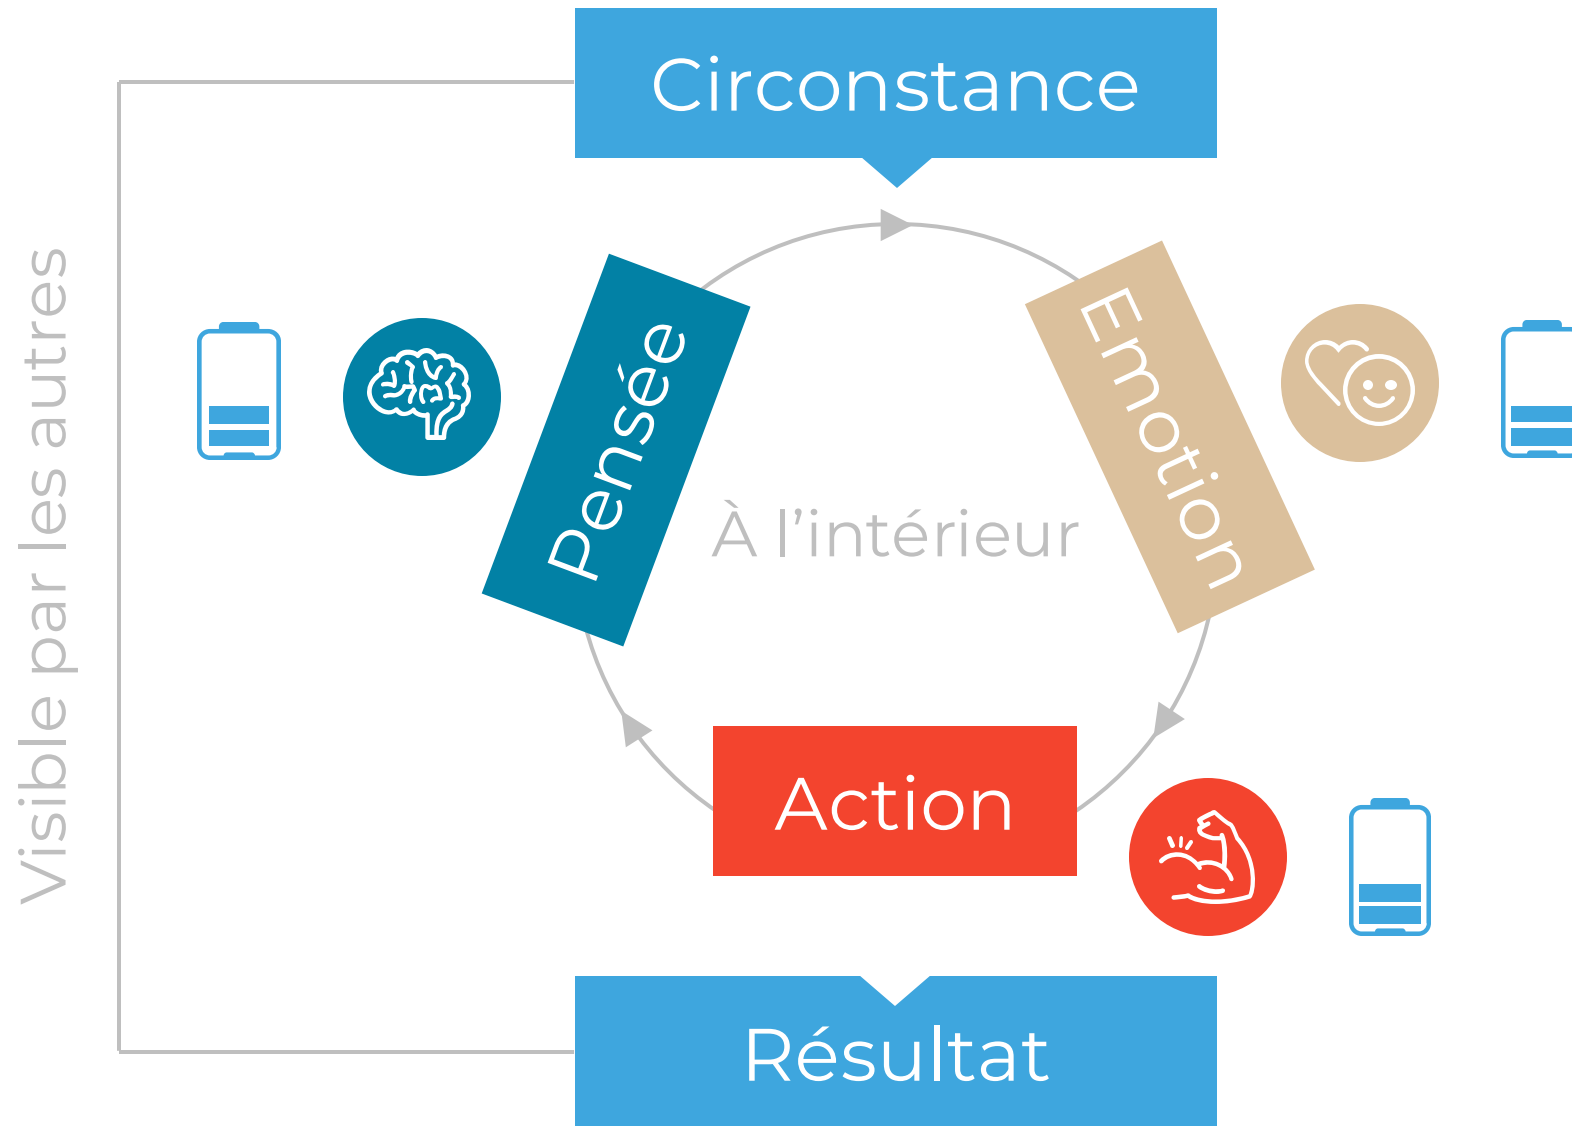 Circonstance
Visible par les autres
Pensée
Emotion
À l’intérieur
Action
Résultat